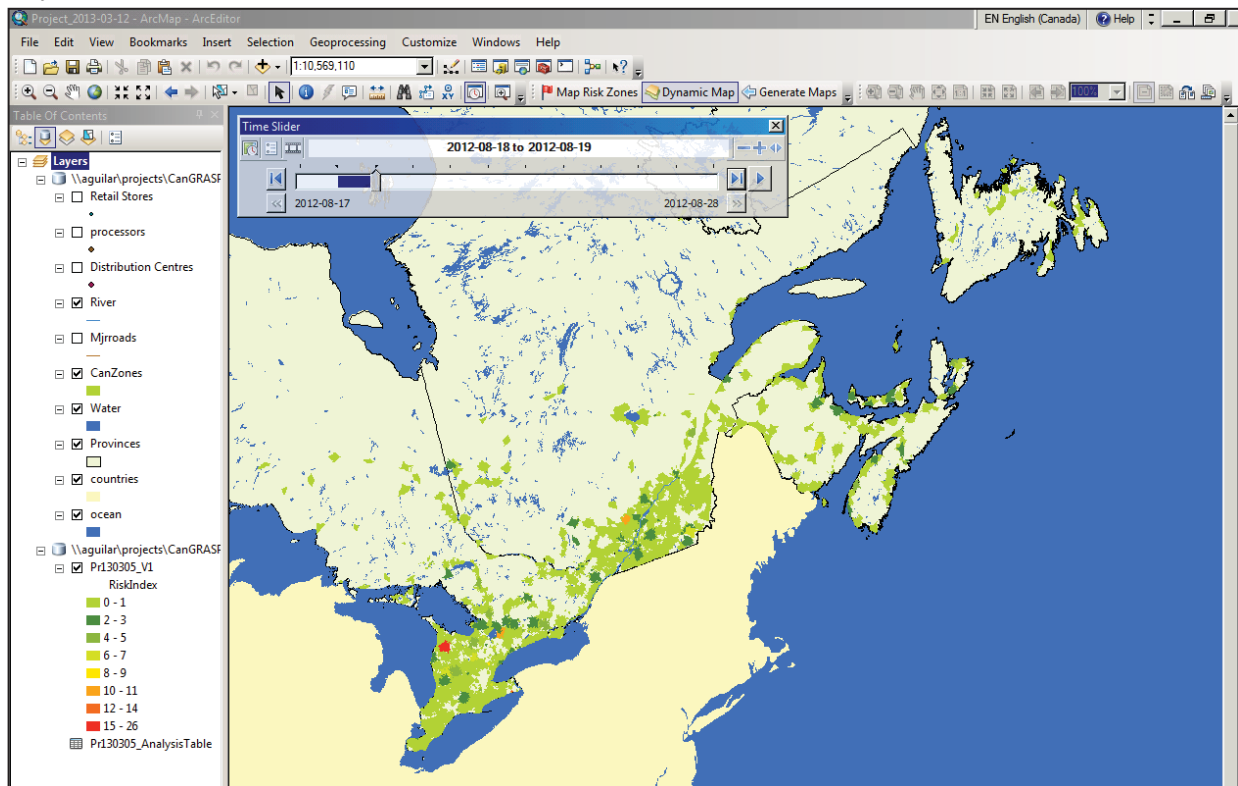 Project_2013-03-12 - ArcMap - ArcEditor
EN English (Canada) Help
File Edit View Bookmarks Insert Selection Geoprocessing Customize Windows Help
1:10,569,110
Map Risk Zones Dynamic Map Generate Maps 100%
Table Of Contents
Layers
\\aguilar\projects\CanGRASP
Retail Stores
processors
Distribution Centres
River
Mjrroads
CanZones
Water
Provinces
countries
ocean
\\aguilar\projects\CanGRASP
Pr130305_V1
RiskIndex
0 - 1
2 - 3
4 - 5
6 - 7
8 - 9
10 - 11
12 - 14
15 - 26
Pr130305_AnalysisTable
Time Slider
2012-08-18 to 2012-08-19
2012-08-17 2012-08-28